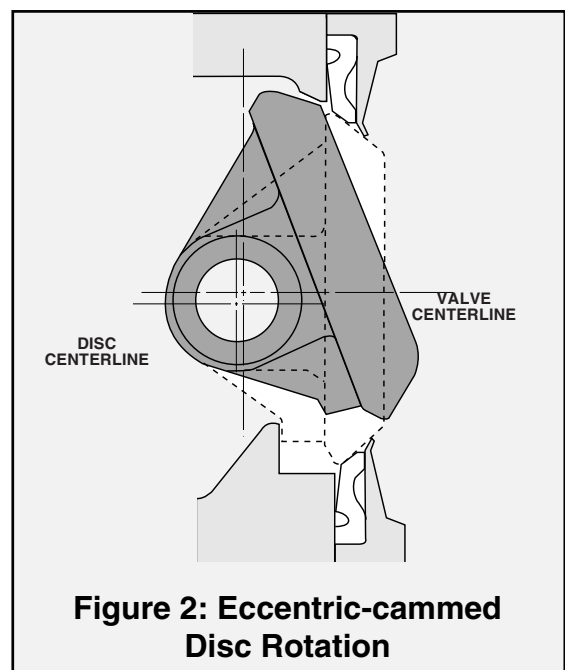 VALVE
CENTERLINE
DISC
CENTERLINE
Figure 2: Eccentric-cammed
Disc Rotation